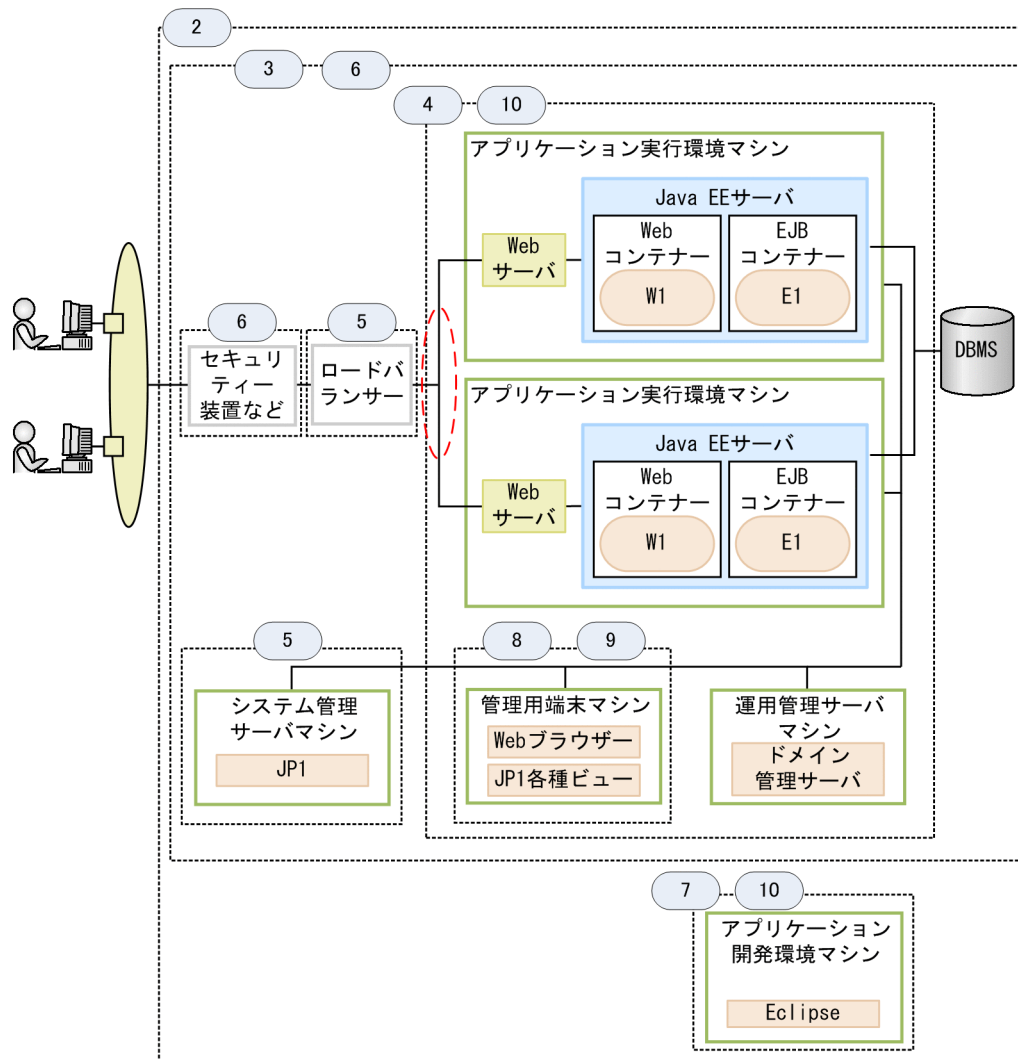 2
3
6
4
10
アプリケーション実行環境マシン
Java EEサーバ
Web
サーバ
Web
コンテナー
W1
EJB
コンテナー
E1
6
セキュリ
ティー
装置など
5
ロードバ
ランサー
DBMS
アプリケーション実行環境マシン
Java EEサーバ
Web
サーバ
Web
コンテナー
W1
EJB
コンテナー
E1
5
システム管理
サーバマシン
JP1
8
9
管理用端末マシン
Webブラウザー
JP1各種ビュー
運用管理サーバ
マシン
ドメイン
管理サーバ
7
10
アプリケーション
開発環境マシン
Eclipse